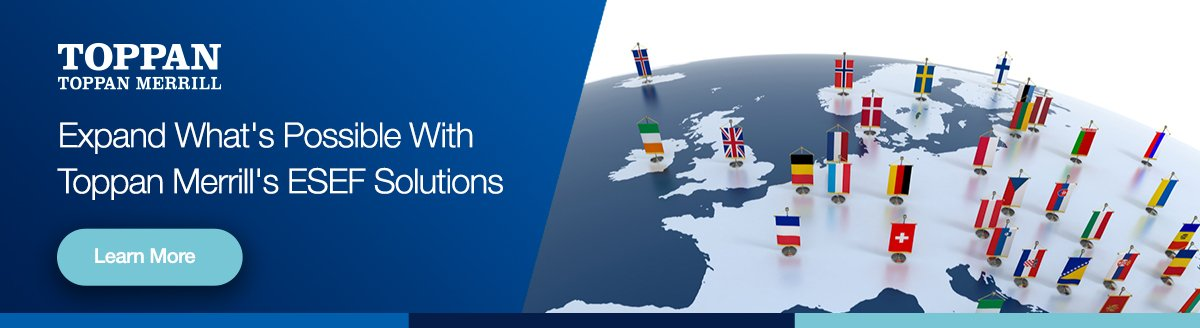 TOPPAN
TOPPAN MERRILL
Expand What's Possible With
Toppan Merrill's ESEF Solutions
Learn More